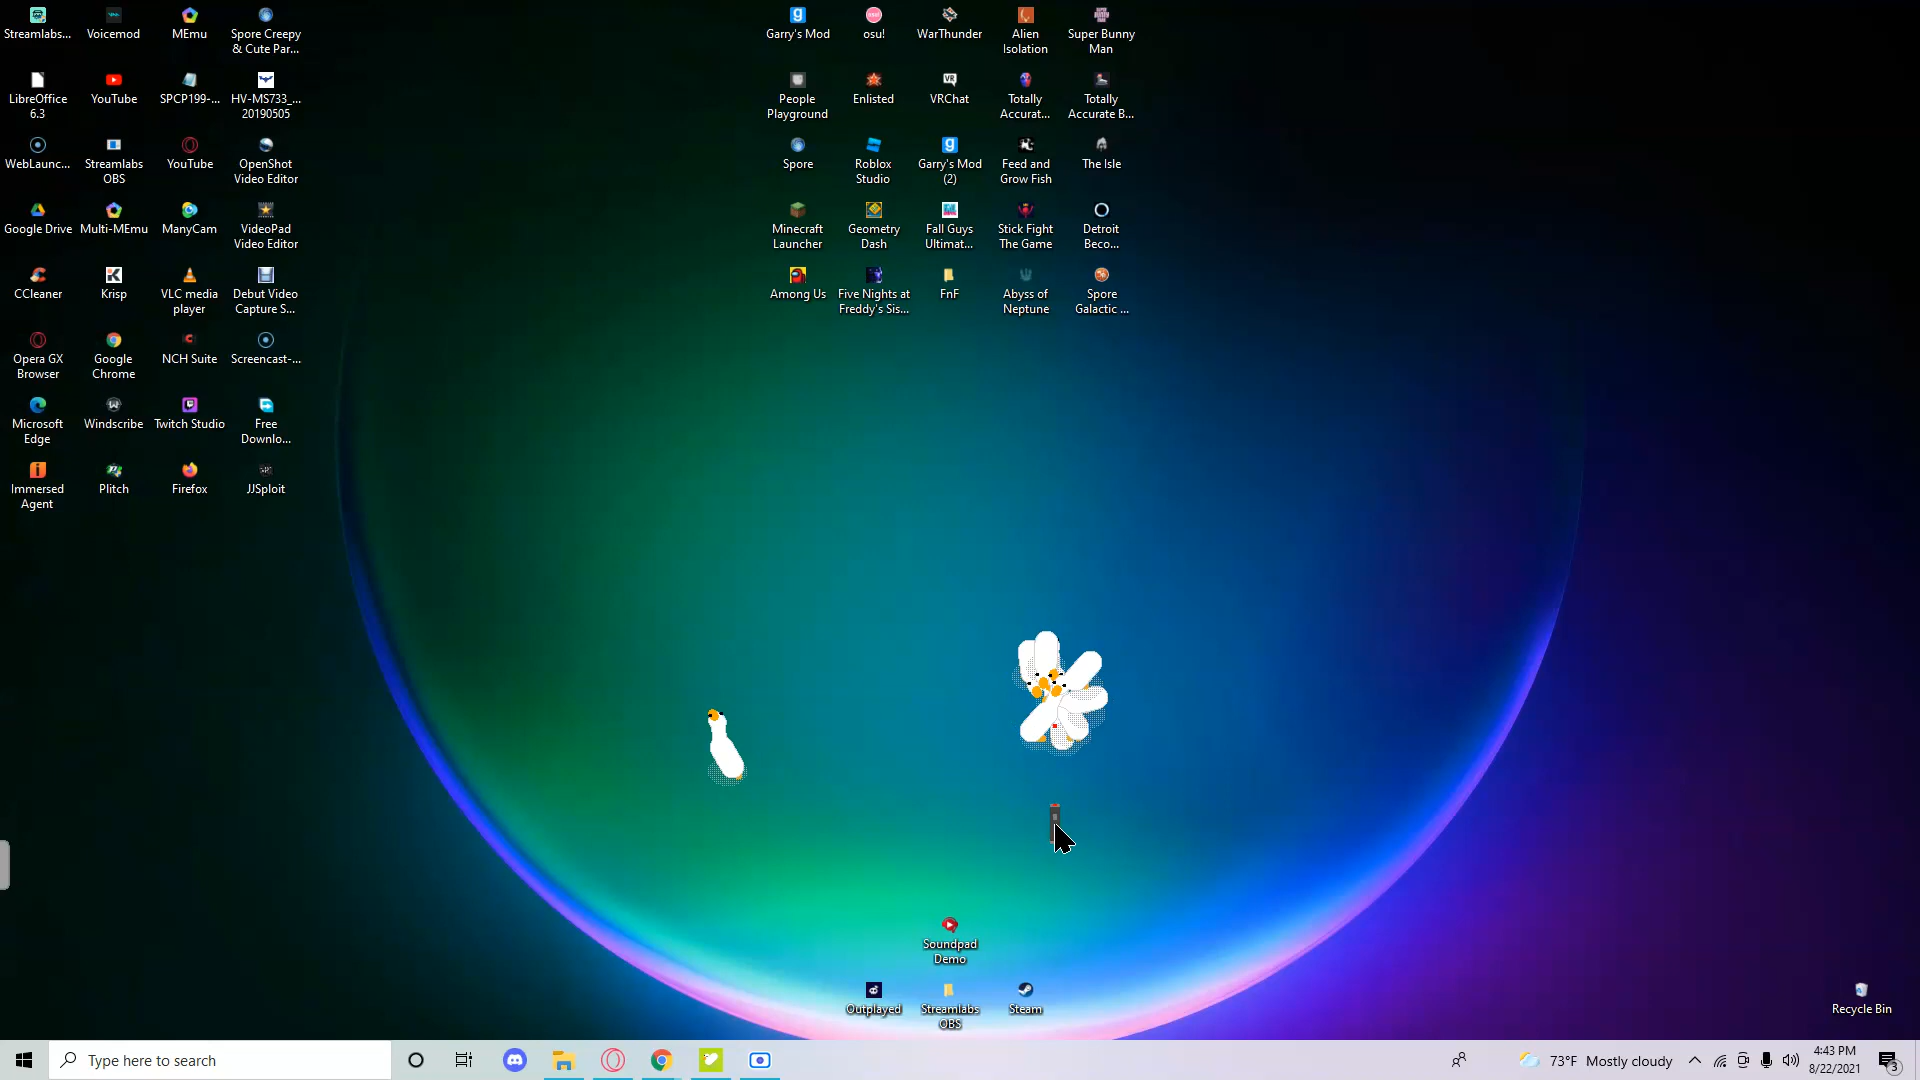 Streamlabs...
Voicemod
MEmu
Spore Creepy
& Cute Par...
Garry's Mod
osu!
WarThunder
Alien
Isolation
Super Bunny
Man
LibreOffice
6.3
YouTube
SPCP199-...
HV-MS733_...
20190505
People
Playground
Enlisted
VR
VRChat
Totally
Accurat...
Totally
Accurate B...
WebLaunc...
Streamlabs
OBS
YouTube
OpenShot
Video Editor
Spore
Roblox
Studio
Garry's Mod
(2)
Feed and
Grow Fish
The Isle
Google Drive
Multi-MEmu
ManyCam
VideoPad
Video Editor
Minecraft
Launcher
Geometry
Dash
Fall Guys
Ultimat...
Stick Fight
The Game
Detroit
Beco...
CCleaner
Krisp
VLC media
player
Debut Video
Capture S...
Among Us
Five Nights at
Freddy's Sis...
FnF
Abyss of
Neptune
Spore
Galactic ...
Opera GX
Browser
Google
Chrome
NCH Suite
Screencast-...
Microsoft
Edge
Windscribe
Twitch Studio
Free
Downlo...
Immersed
Agent
Plitch
Firefox
JJSploit
Soundpad
Demo
Outplayed
Streamlabs
OBS
Steam
Recycle Bin
Type here to search
73°F Mostly cloudy
4:43 PM
8/22/2021
3